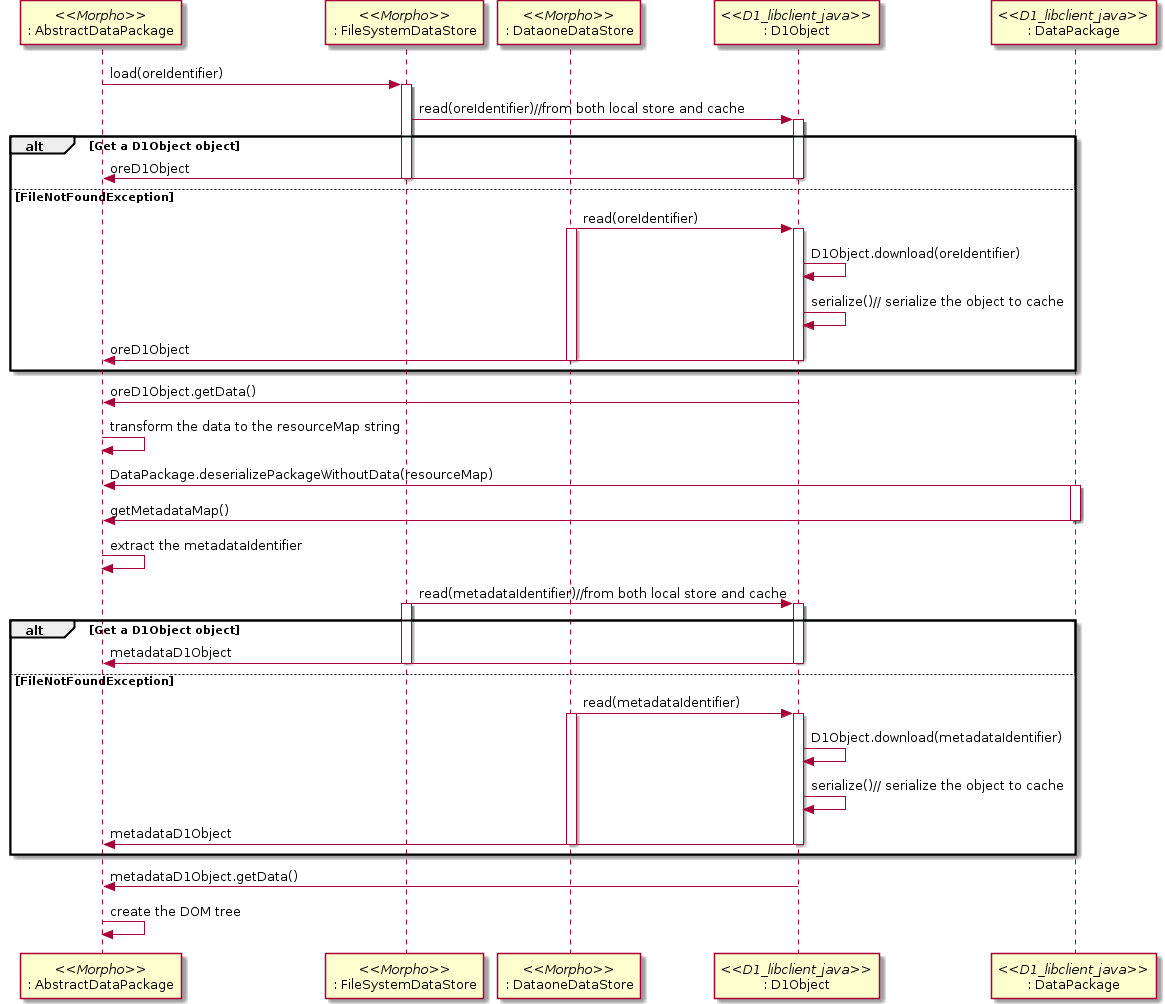 <<Morpho>>
: AbstractDataPackage
<<Morpho>>
: FileSystemDataStore
<<Morpho>>
: DataoneDataStore
<<D1_libclient_java>>
: D1Object
<<D1_libclient_java>>
: DataPackage
load(oreIdentifier)
read(oreIdentifier)//from both local store and cache
alt
[Get a D1Object object]
oreD1Object
[FileNotFoundException]
read(oreIdentifier)
D1Object.download(oreIdentifier)
serialize()// serialize the object to cache
oreD1Object
oreD1Object.getData()
transform the data to the resourceMap string
DataPackage.deserializePackageWithoutData(resourceMap)
getMetadataMap()
extract the metadataIdentifier
read(metadataIdentifier)//from both local store and cache
alt
[Get a D1Object object]
metadataD1Object
[FileNotFoundException]
read(metadataIdentifier)
D1Object.download(metadataIdentifier)
serialize()// serialize the object to cache
metadataD1Object
metadataD1Object.getData()
create the DOM tree
<<Morpho>>
: AbstractDataPackage
<<Morpho>>
: FileSystemDataStore
<<Morpho>>
: DataoneDataStore
<<D1_libclient_java>>
: D1Object
<<D1_libclient_java>>
: DataPackage